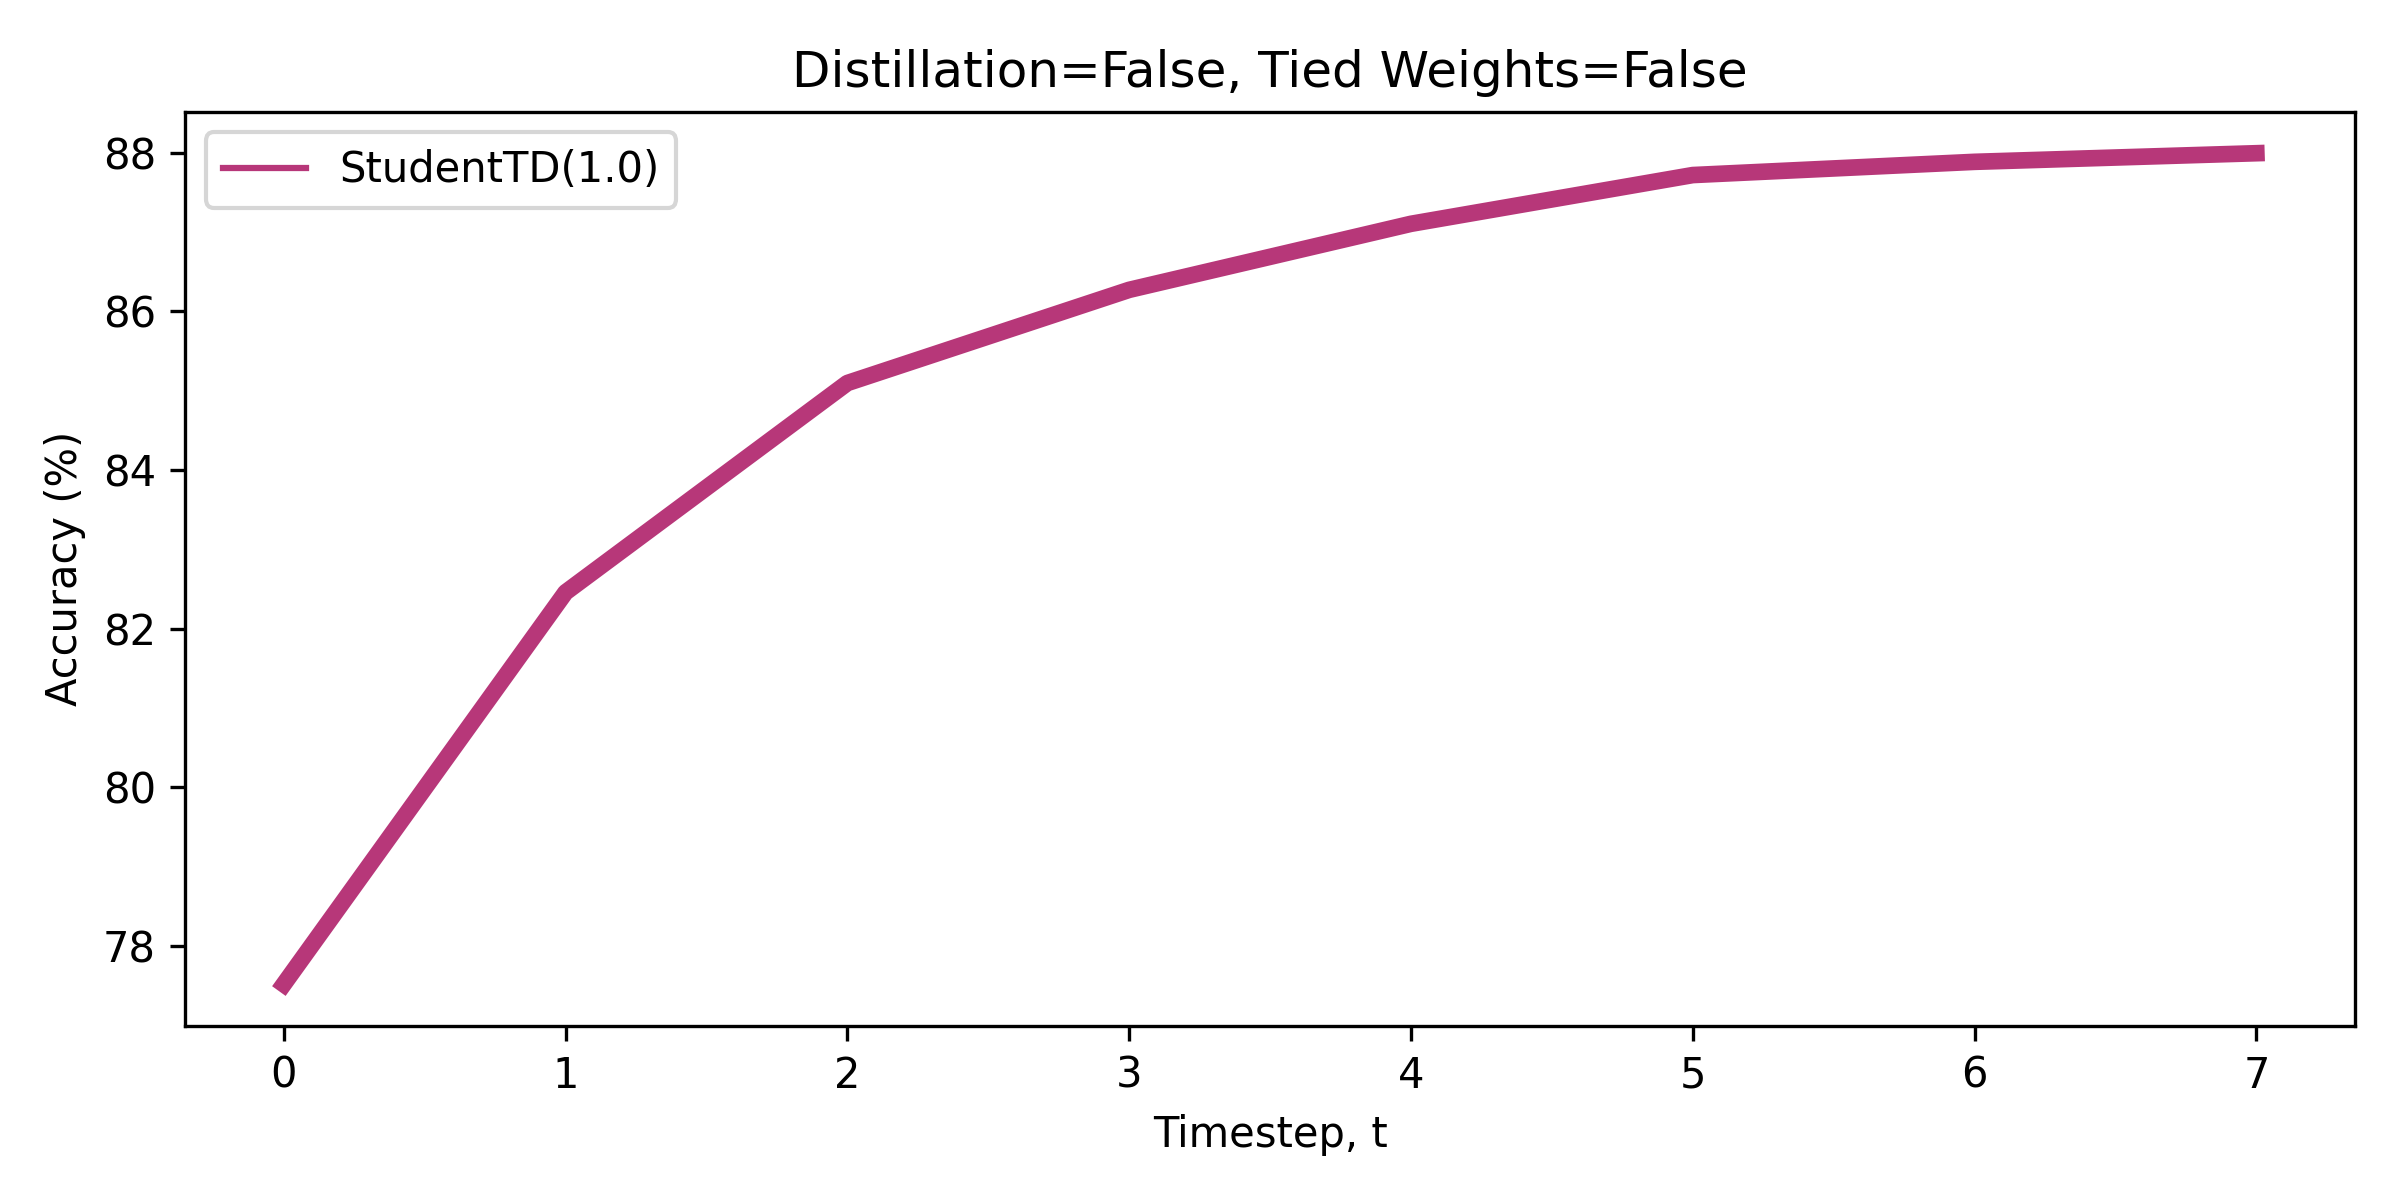 Distillation=False, Tied Weights=False
StudentTD(1.0)
88
86
84
82
80
78
Accuracy (%)
0 1 2 3 4 5 6 7
Timestep, t